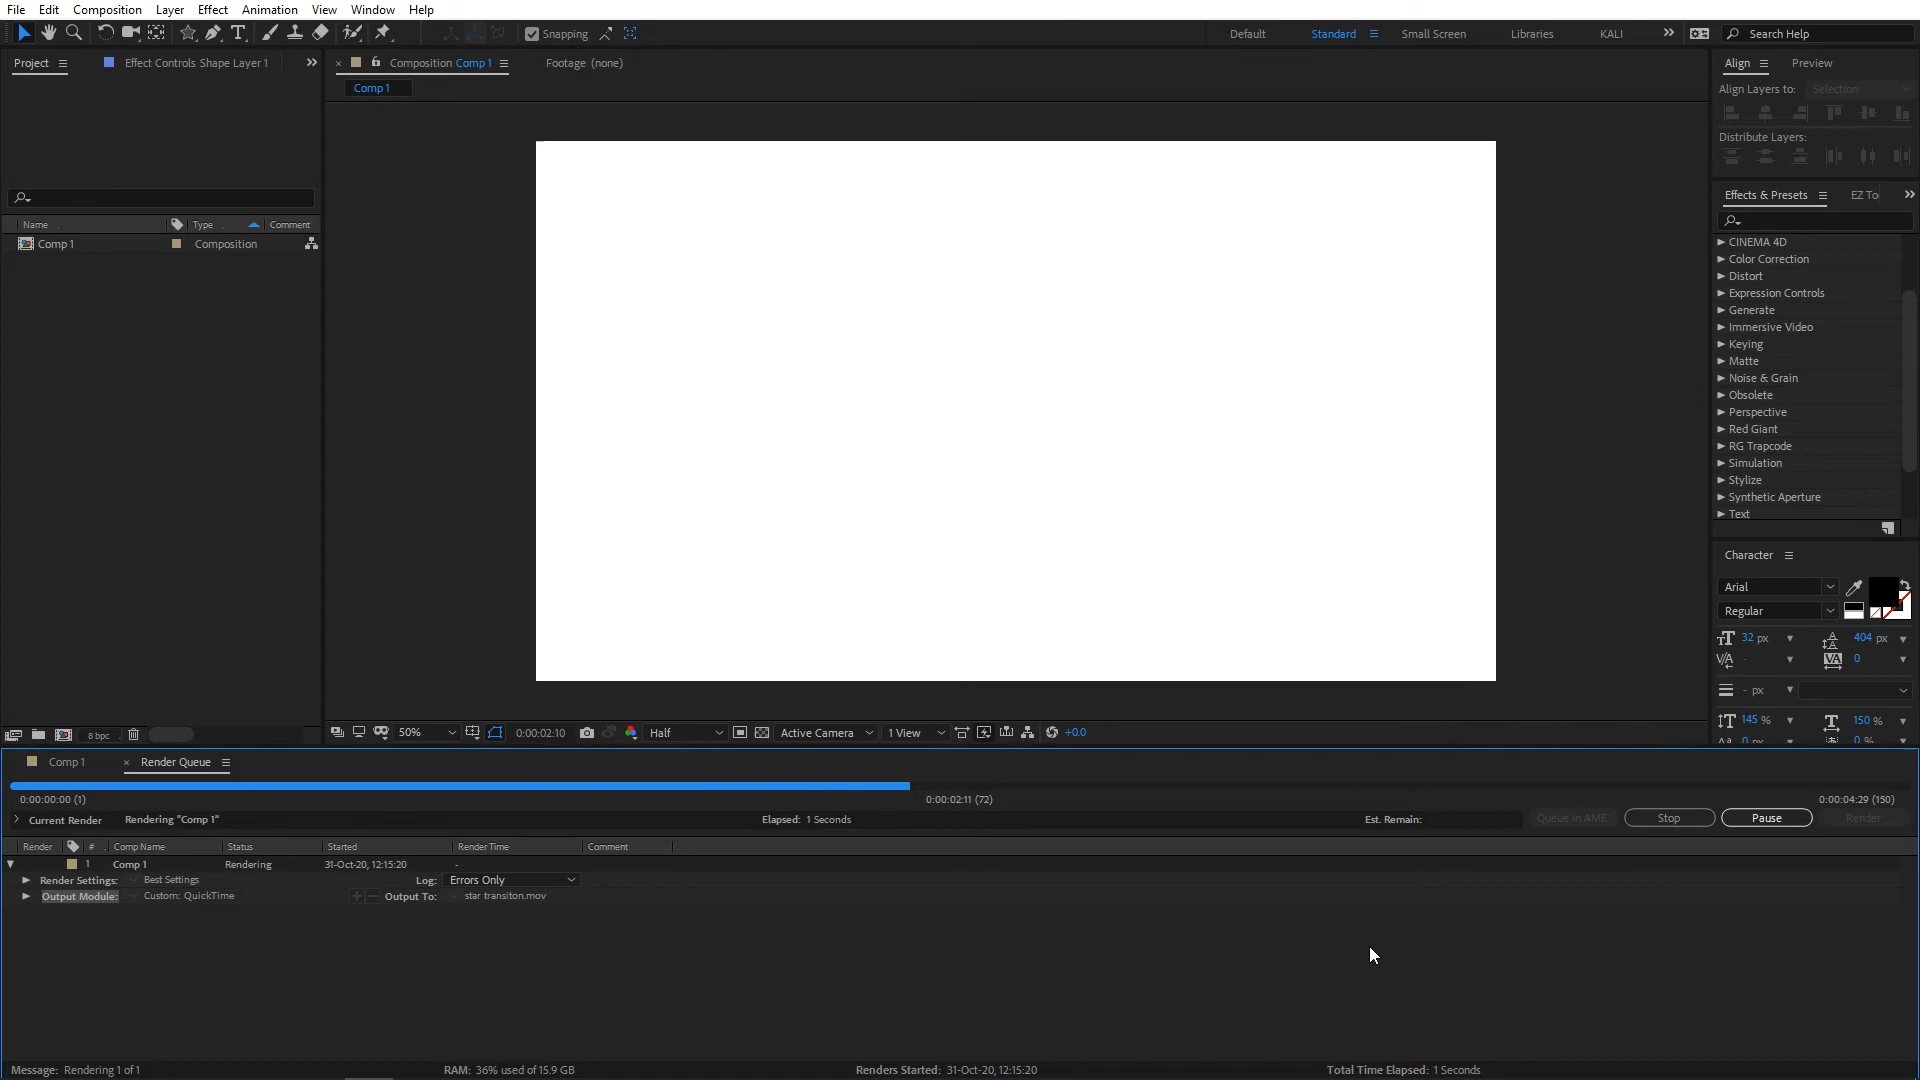 File Edit Composition Layer Effect Animation View Window Help
Snapping Default Standard Small Screen Libraries KALI Search Help
Project Effect Controls Shape Layer 1 Composition Comp 1 Footage (none) Align Preview
Comp 1
Align Layers to: Selection
Distribute Layers:
Effects & Presets EZ To
Name Type Comment
Comp 1 Composition
CINEMA 4D
Color Correction
Distort
Expression Controls
Generate
Immersive Video
Keying
Matte
Noise & Grain
Obsolete
Perspective
Red Giant
RG Trapcode
Simulation
Stylize
Synthetic Aperture
Text
Character
Arial
Regular
32 px 404 px
0
- px
145 % 150 %
0 px 0 %
8 bpc 50% 0:00:02:10 Half Active Camera 1 View +0.0
Comp 1 Render Queue
0:00:00:00 (1) 0:00:02:11 (72) 0:00:04:29 (150)
Current Render Rendering "Comp 1" Elapsed: 1 Seconds Est. Remain: Queue in AME Stop Pause Render
Render # Comp Name Status Started Render Time Comment
1 Comp 1 Rendering 31-Oct-20, 12:15:20 -
Render Settings: Best Settings Log: Errors Only
Output Module: Custom: QuickTime Output To: star transiton.mov
Message: Rendering 1 of 1 RAM: 36% used of 15.9 GB Renders Started: 31-Oct-20, 12:15:20 Total Time Elapsed: 1 Seconds